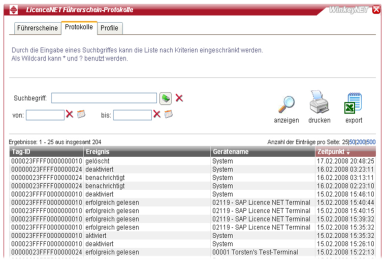 LicenceNET Führerschein-Protokolle
WinkeyNET
Führerscheine Protokolle Profile
Durch die Eingabe eines Suchbgriffs kann die Liste nach Kriterien eingeschränkt werden.
Als Wildcard kann * und ? benutzt werden.
Suchbegriff:
von: bis:
anzeigen drucken export
Ergebnisse: 1 - 25 aus insgesamt 204 Anzahl der Einträge pro Seite: 25|50|200|500
Tag-ID Ereignis Gerätename Zeitpunkt
000023FFFF0000000010 gelöscht System 17.02.2008 20:48:25
000023FFFF0000000024 deaktiviert System 16.02.2008 03:23:11
000023FFFF0000000024 benachrichtigt System 16.02.2008 03:13:11
000023FFFF0000000024 benachrichtigt System 16.02.2008 02:23:10
000023FFFF0000000010 deaktiviert System 15.02.2008 15:46:10
000023FFFF0000000010 erfolgreich gelesen 02119 - SAP Licence NET Terminal 15.02.2008 15:40:44
000023FFFF0000000010 erfolgreich gelesen 02119 - SAP Licence NET Terminal 15.02.2008 15:40:15
000023FFFF0000000010 erfolgreich gelesen 02119 - SAP Licence NET Terminal 15.02.2008 15:39:32
000023FFFF0000000010 erfolgreich gelesen 02119 - SAP Licence NET Terminal 15.02.2008 15:35:32
000023FFFF0000000010 aktiviert System 15.02.2008 15:35:32
000023FFFF0000000010 deaktiviert System 15.02.2008 15:26:10
000023FFFF0000000024 erfolgreich gelesen 00001 Torsten's Test-Terminal 15.02.2008 15:22:13